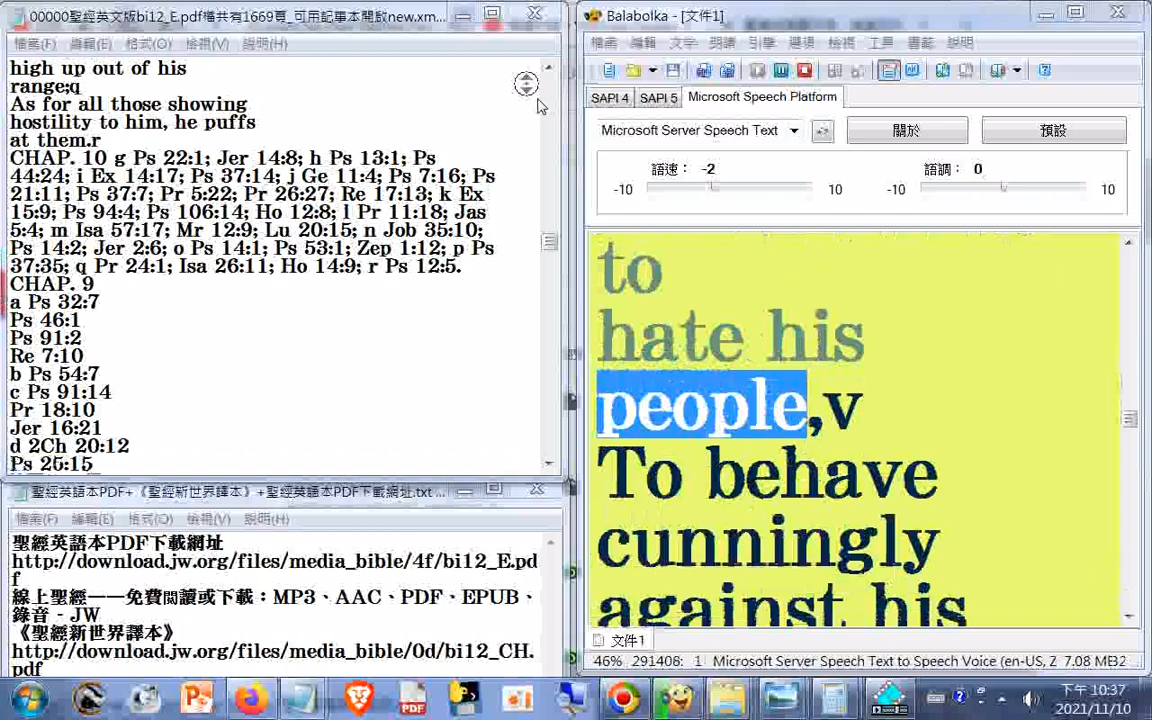 00000聖經英文版bi12_E.pdf檔共有1669頁_可用記事本開啟new.xm...
檔案(F) 編輯(E) 格式(O) 檢視(V) 說明(H)
high up out of his
range;q
As for all those showing
hostility to him, he puffs
at them.r
CHAP. 10 g Ps 22:1; Jer 14:8; h Ps 13:1; Ps
44:24; i Ex 14:17; Ps 37:14; j Ge 11:4; Ps 7:16; Ps
21:11; Ps 37:7; Pr 5:22; Pr 26:27; Re 17:13; k Ex
15:9; Ps 94:4; Ps 106:14; Ho 12:8; l Pr 11:18; Jas
5:4; m Isa 57:17; Mr 12:9; Lu 20:15; n Job 35:10;
Ps 14:2; Jer 2:6; o Ps 14:1; Ps 53:1; Zep 1:12; p Ps
37:35; q Pr 24:1; Isa 26:11; Ho 14:9; r Ps 12:5.
CHAP. 9
a Ps 32:7
Ps 46:1
Ps 91:2
Re 7:10
b Ps 54:7
c Ps 91:14
Pr 18:10
Jer 16:21
d 2Ch 20:12
Ps 25:15
聖經英語本PDF+《聖經新世界譯本》+聖經英語本PDF下載網址.txt ...
檔案(F) 編輯(E) 格式(O) 檢視(V) 說明(H)
聖經英語本PDF下載網址
http://download.jw.org/files/media_bible/4f/bi12_E.pd
f
線上聖經——免費閱讀或下載：MP3、AAC、PDF、EPUB、
錄音 - JW
《聖經新世界譯本》
http://download.jw.org/files/media_bible/0d/bi12_CH.
pdf
Balabolka - [文件1]
檔案 編輯 文字 朗讀 引擎 選項 檢視 工具 書籤 說明
SAPI 4 SAPI 5 Microsoft Speech Platform
Microsoft Server Speech Text 關於 預設
語速： -2 語調： 0
-10 10 -10 10
to
hate his
people,v
To behave
cunningly
against his
文件1
46% 291408: 1 Microsoft Server Speech Text to Speech Voice (en-US, Z 7.08 MB2
PDF
下午 10:37
2021/11/10